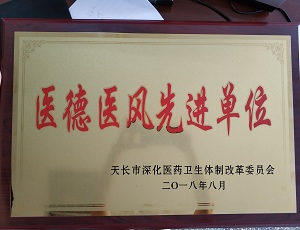 医德医风先进单位
天长市深化医药卫生体制改革委员会
二〇一八年八月